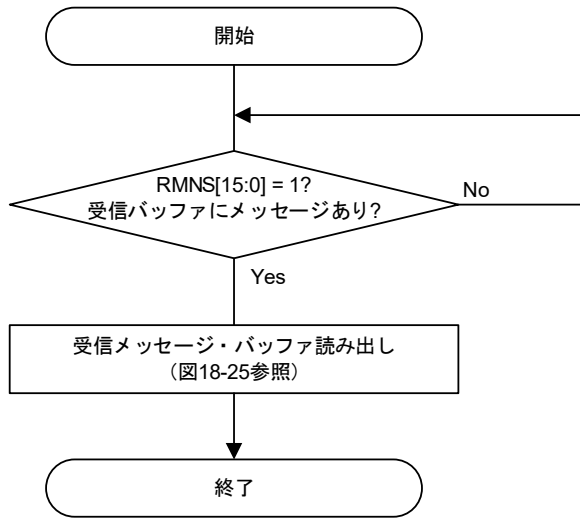 開始
RMNS[15:0] = 1?
受信バッファにメッセージあり?
No
Yes
受信メッセージ・バッファ読み出し
（図18-25参照）
終了